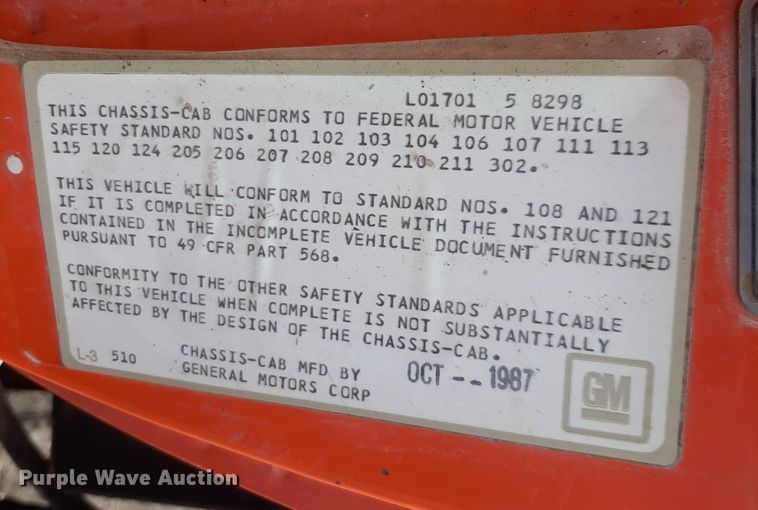 L01701 5 8298
THIS CHASSIS-CAB CONFORMS TO FEDERAL MOTOR VEHICLE
SAFETY STANDARD NOS. 101 102 103 104 106 107 111 113
115 120 124 205 206 207 208 209 210 211 302.
THIS VEHICLE WILL CONFORM TO STANDARD NOS. 108 AND 121
IF IT IS COMPLETED IN ACCORDANCE WITH THE INSTRUCTIONS
CONTAINED IN THE INCOMPLETE VEHICLE DOCUMENT FURNISHED
PURSUANT TO 49 CFR PART 568.
CONFORMITY TO THE OTHER SAFETY STANDARDS APPLICABLE
TO THIS VEHICLE WHEN COMPLETE IS NOT SUBSTANTIALLY
AFFECTED BY THE DESIGN OF THE CHASSIS-CAB.
L-3 510 CHASSIS-CAB MFD BY OCT -- 1987
GENERAL MOTORS CORP
GM
Purple Wave Auction